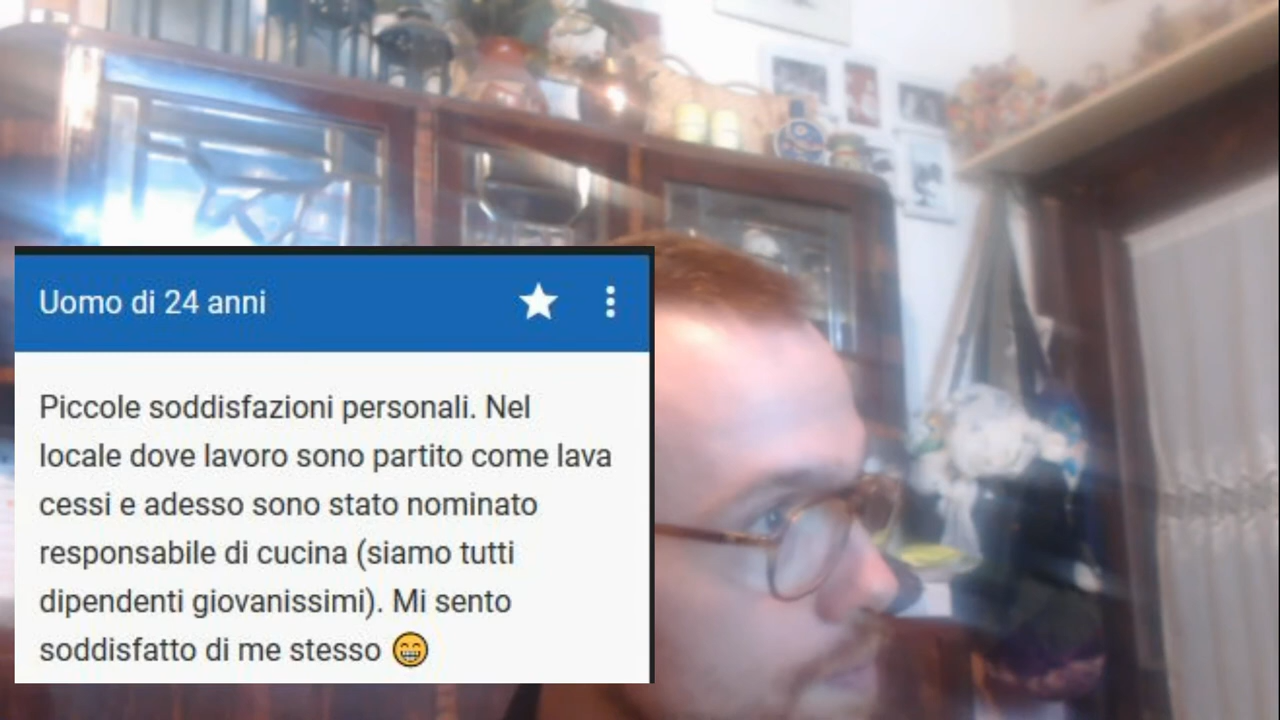 Uomo di 24 anni
Piccole soddisfazioni personali. Nel
locale dove lavoro sono partito come lava
cessi e adesso sono stato nominato
responsabile di cucina (siamo tutti
dipendenti giovanissimi). Mi sento
soddisfatto di me stesso 😁